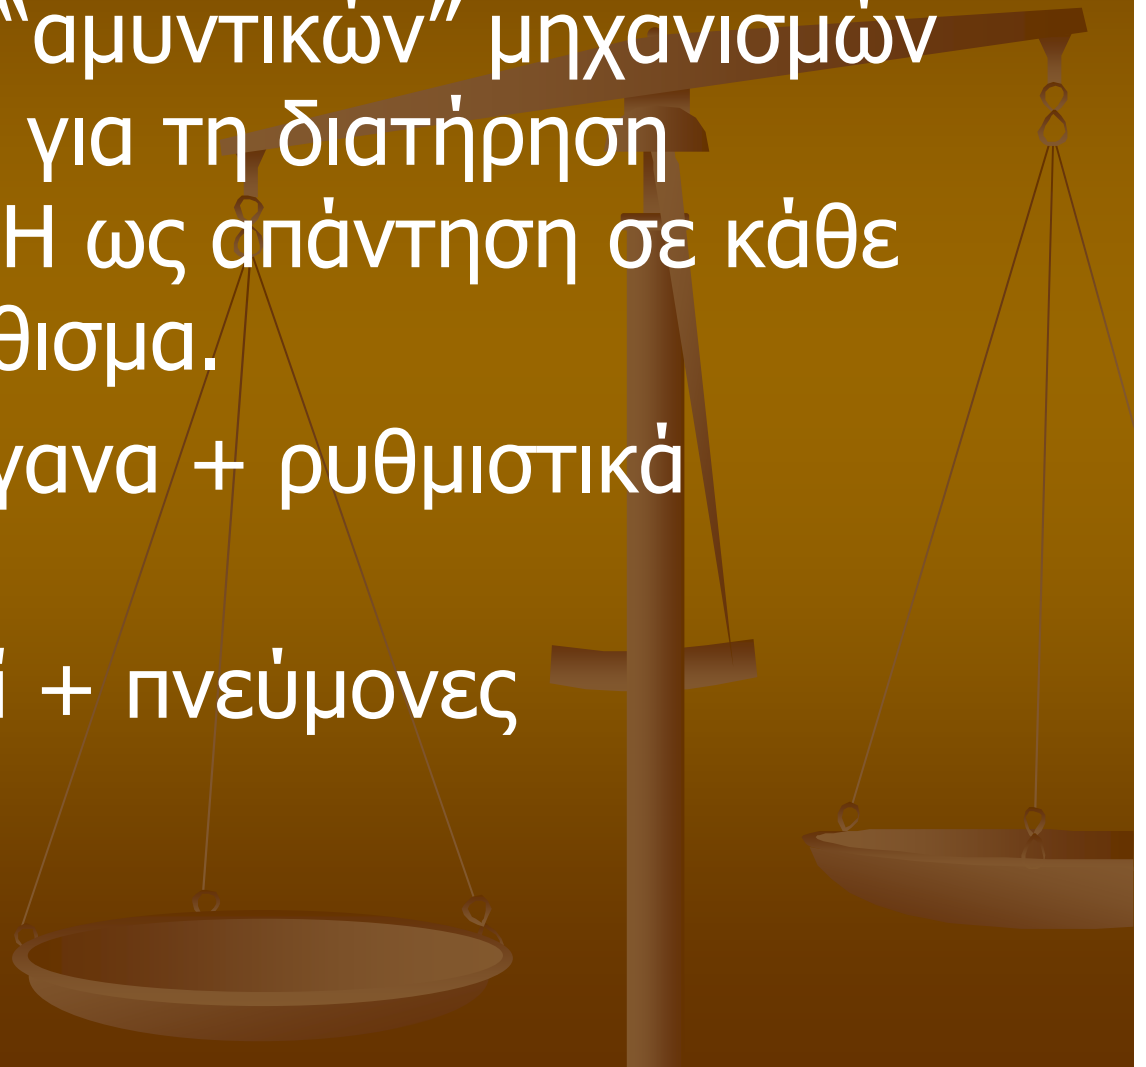 “αμυντικών” μηχανισμών
για τη διατήρηση
Η ως απάντηση σε κάθε
θισμα.
γανα + ρυθμιστικά
ί + πνεύμονες